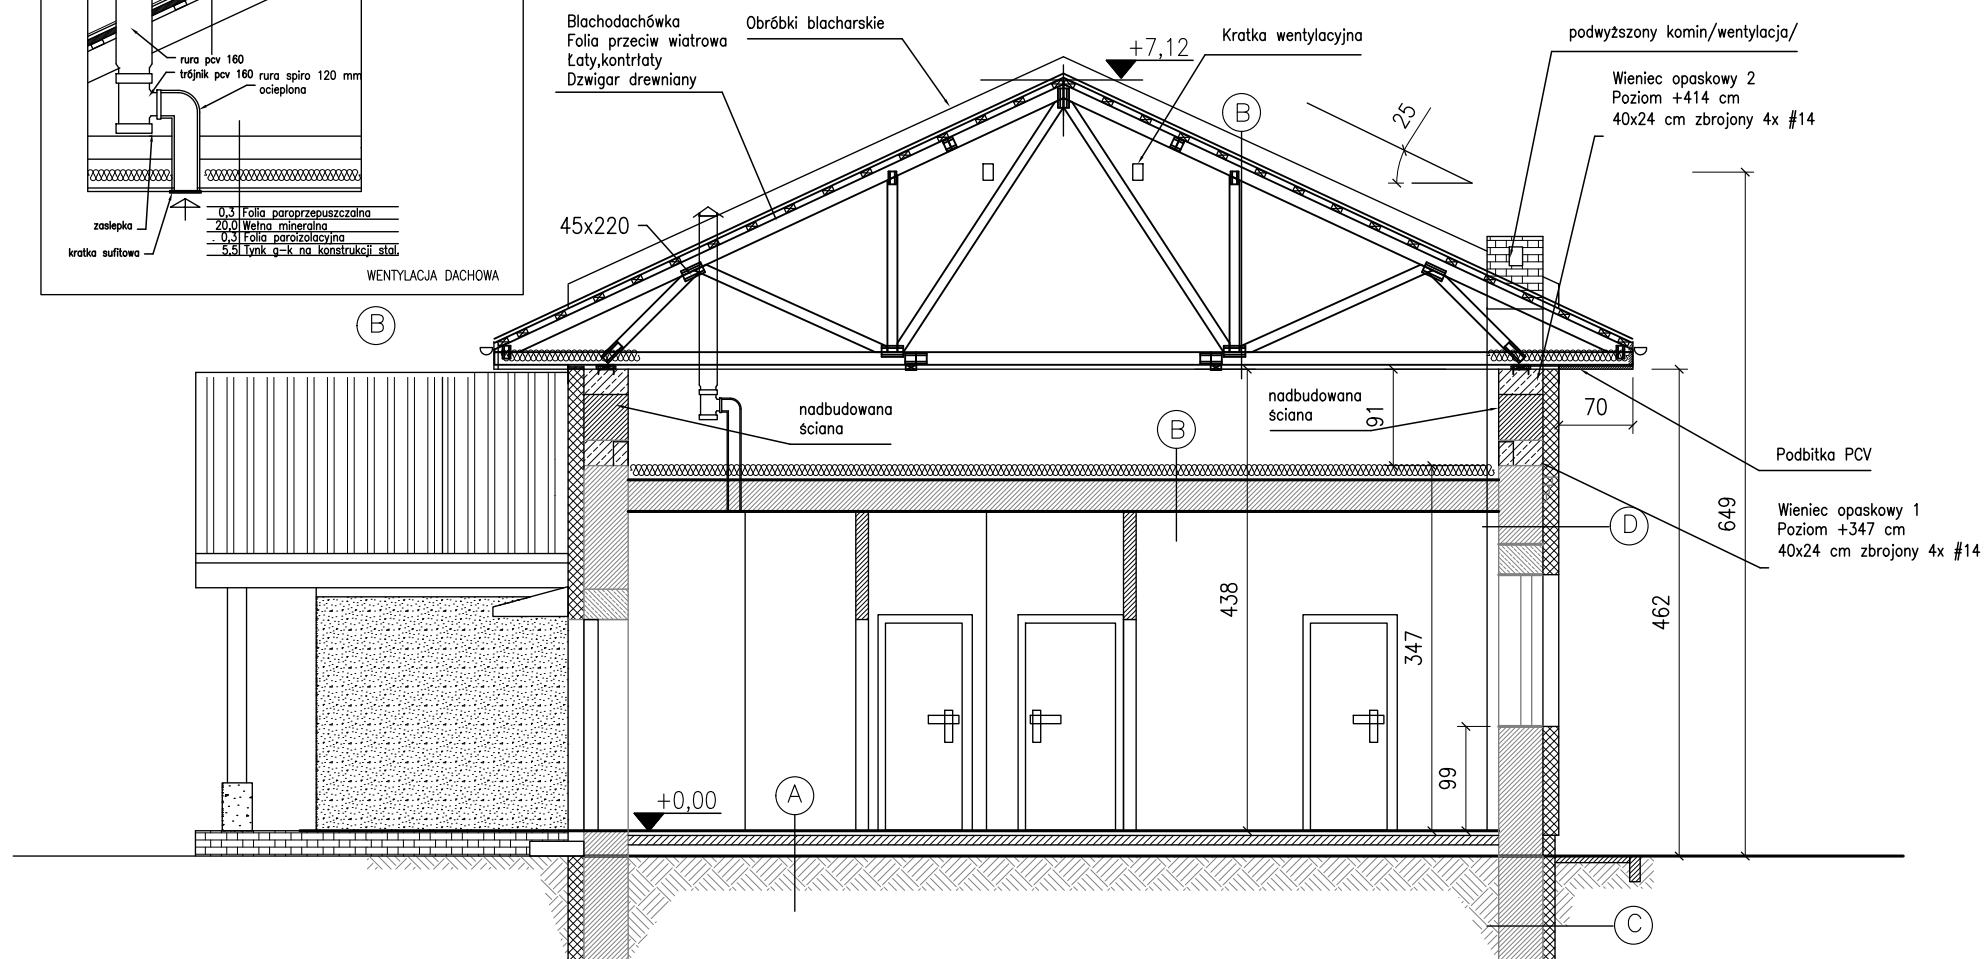 rura pcv 160
trójnik pcv 160
rura spiro 120 mm
ocieplona
zaslepka
kratka sufitowa
0,3 Folia paroprzepuszczalna
20,0 Wełna mineralna
0,3 Folia paroizolacyjna
5,5 Tynk g-k na konstrukcji stal.
WENTYLACJA DACHOWA
B
Blachodachówka
Folia przeciw wiatrowa
Łaty,kontrłaty
Dzwigar drewniany
Obróbki blacharskie
+7,12
Kratka wentylacyjna
podwyższony komin/wentylacja/
Wieniec opaskowy 2
Poziom +414 cm
40x24 cm zbrojony 4x #14
B
25
45x220
nadbudowana
ściana
nadbudowana
ściana
91
70
B
Podbitka PCV
Wieniec opaskowy 1
Poziom +347 cm
40x24 cm zbrojony 4x #14
D
649
438
462
347
99
A
+0,00
C